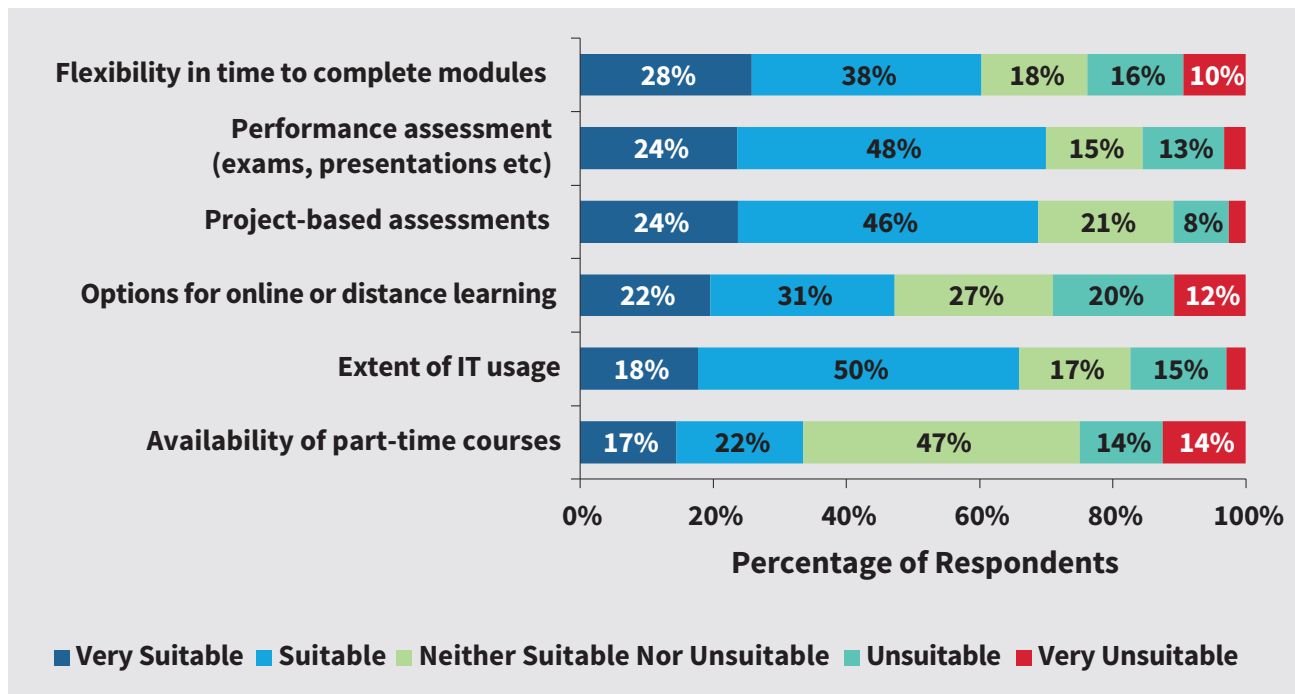 Flexibility in time to complete modules 28% 38% 18% 16% 10%
Performance assessment
(exams, presentations etc) 24% 48% 15% 13%
Project-based assessments 24% 46% 21% 8%
Options for online or distance learning 22% 31% 27% 20% 12%
Extent of IT usage 18% 50% 17% 15%
Availability of part-time courses 17% 22% 47% 14% 14%
0% 20% 40% 60% 80% 100%
Percentage of Respondents
Very Suitable Suitable Neither Suitable Nor Unsuitable Unsuitable Very Unsuitable